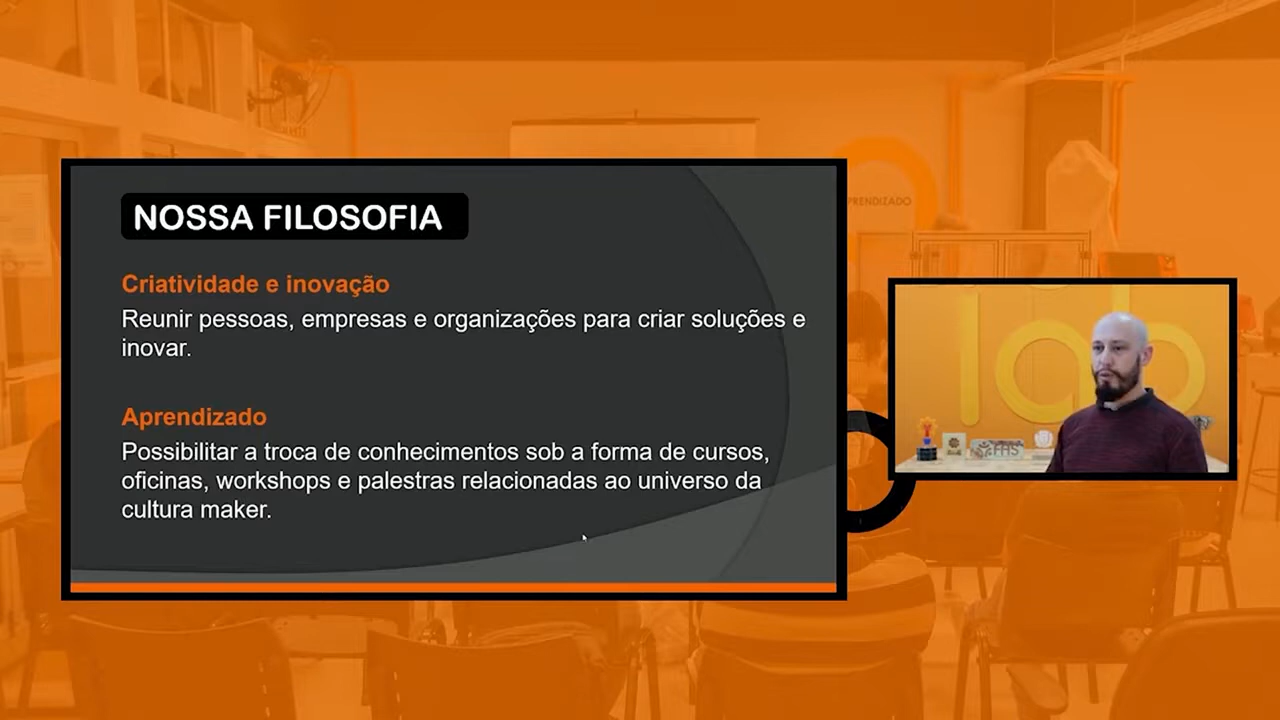 NOSSA FILOSOFIA
Criatividade e inovação
Reunir pessoas, empresas e organizações para criar soluções e
inovar.
Aprendizado
Possibilitar a troca de conhecimentos sob a forma de cursos,
oficinas, workshops e palestras relacionadas ao universo da
cultura maker.
lab